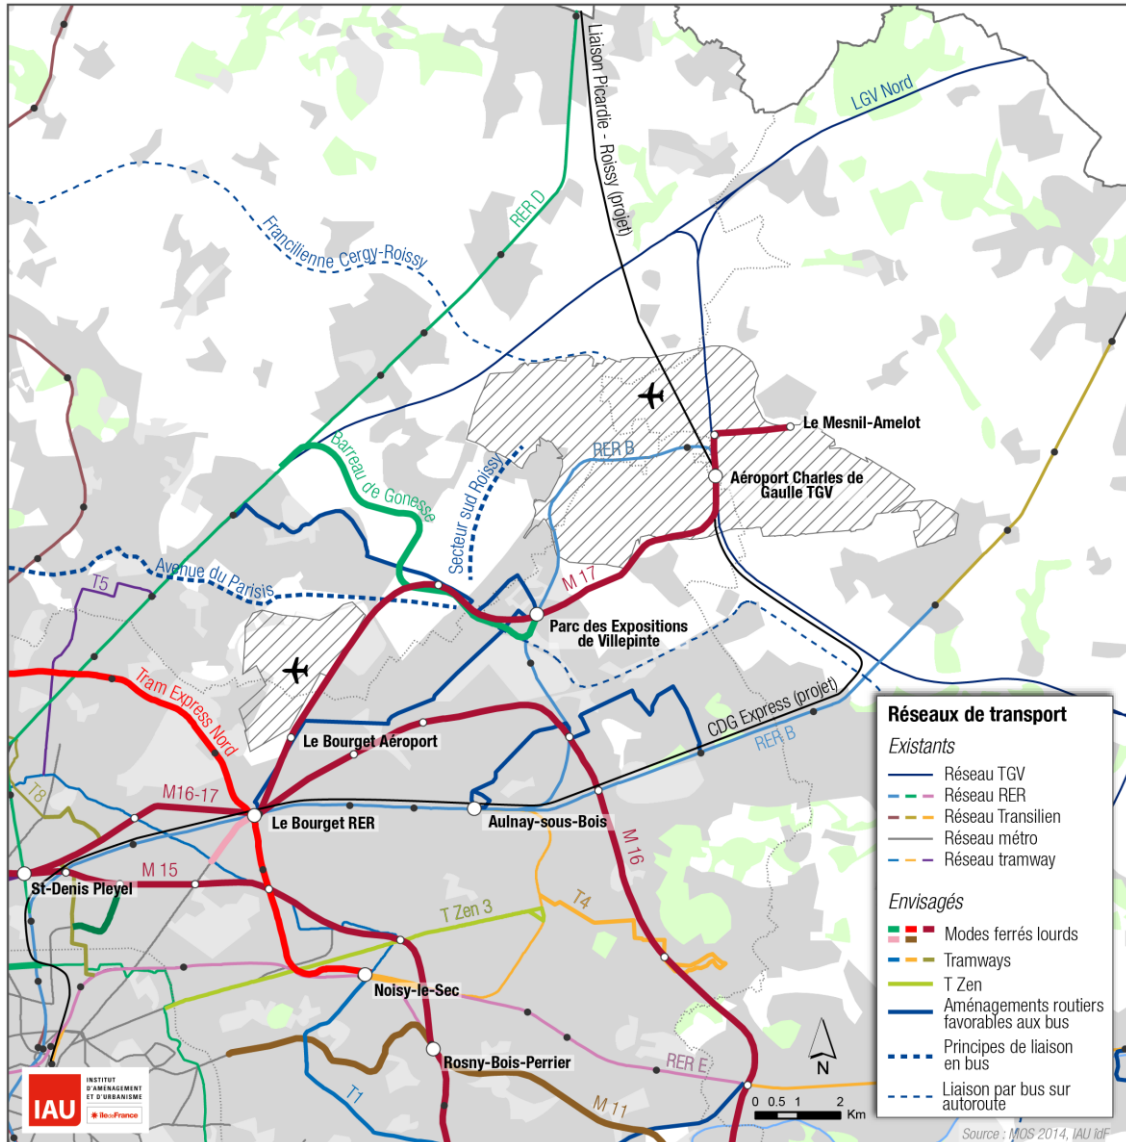 Liaison Picardie - Roissy (projet)
LGV Nord
RER D
Francilienne Cergy-Roissy
Le Mesnil-Amelot
RER B
Aéroport Charles de
Gaulle TGV
Barreau de Gonesse
Secteur sud Roissy
Avenue du Parisis
T5
M 17
Parc des Expositions
de Villepinte
Tram Express Nord
CDG Express (projet)
RER B
Le Bourget Aéroport
T8
M16-17
Le Bourget RER
Aulnay-sous-Bois
M 16
M 15
St-Denis Pleyel
T Zen 3
T4
Noisy-le-Sec
Rosny-Bois-Perrier
RER E
T1
M 11
Réseaux de transport
Existants
Réseau TGV
Réseau RER
Réseau Transilien
Réseau métro
Réseau tramway
Envisagés
Modes ferrés lourds
Tramways
T Zen
Aménagements routiers
favorables aux bus
Principes de liaison
en bus
Liaison par bus sur
autoroute
N
0 0.5 1 2
Km
IAU
INSTITUT
D'AMÉNAGEMENT
ET D'URBANISME
île de France
Source : MOS 2014, IAU îdF